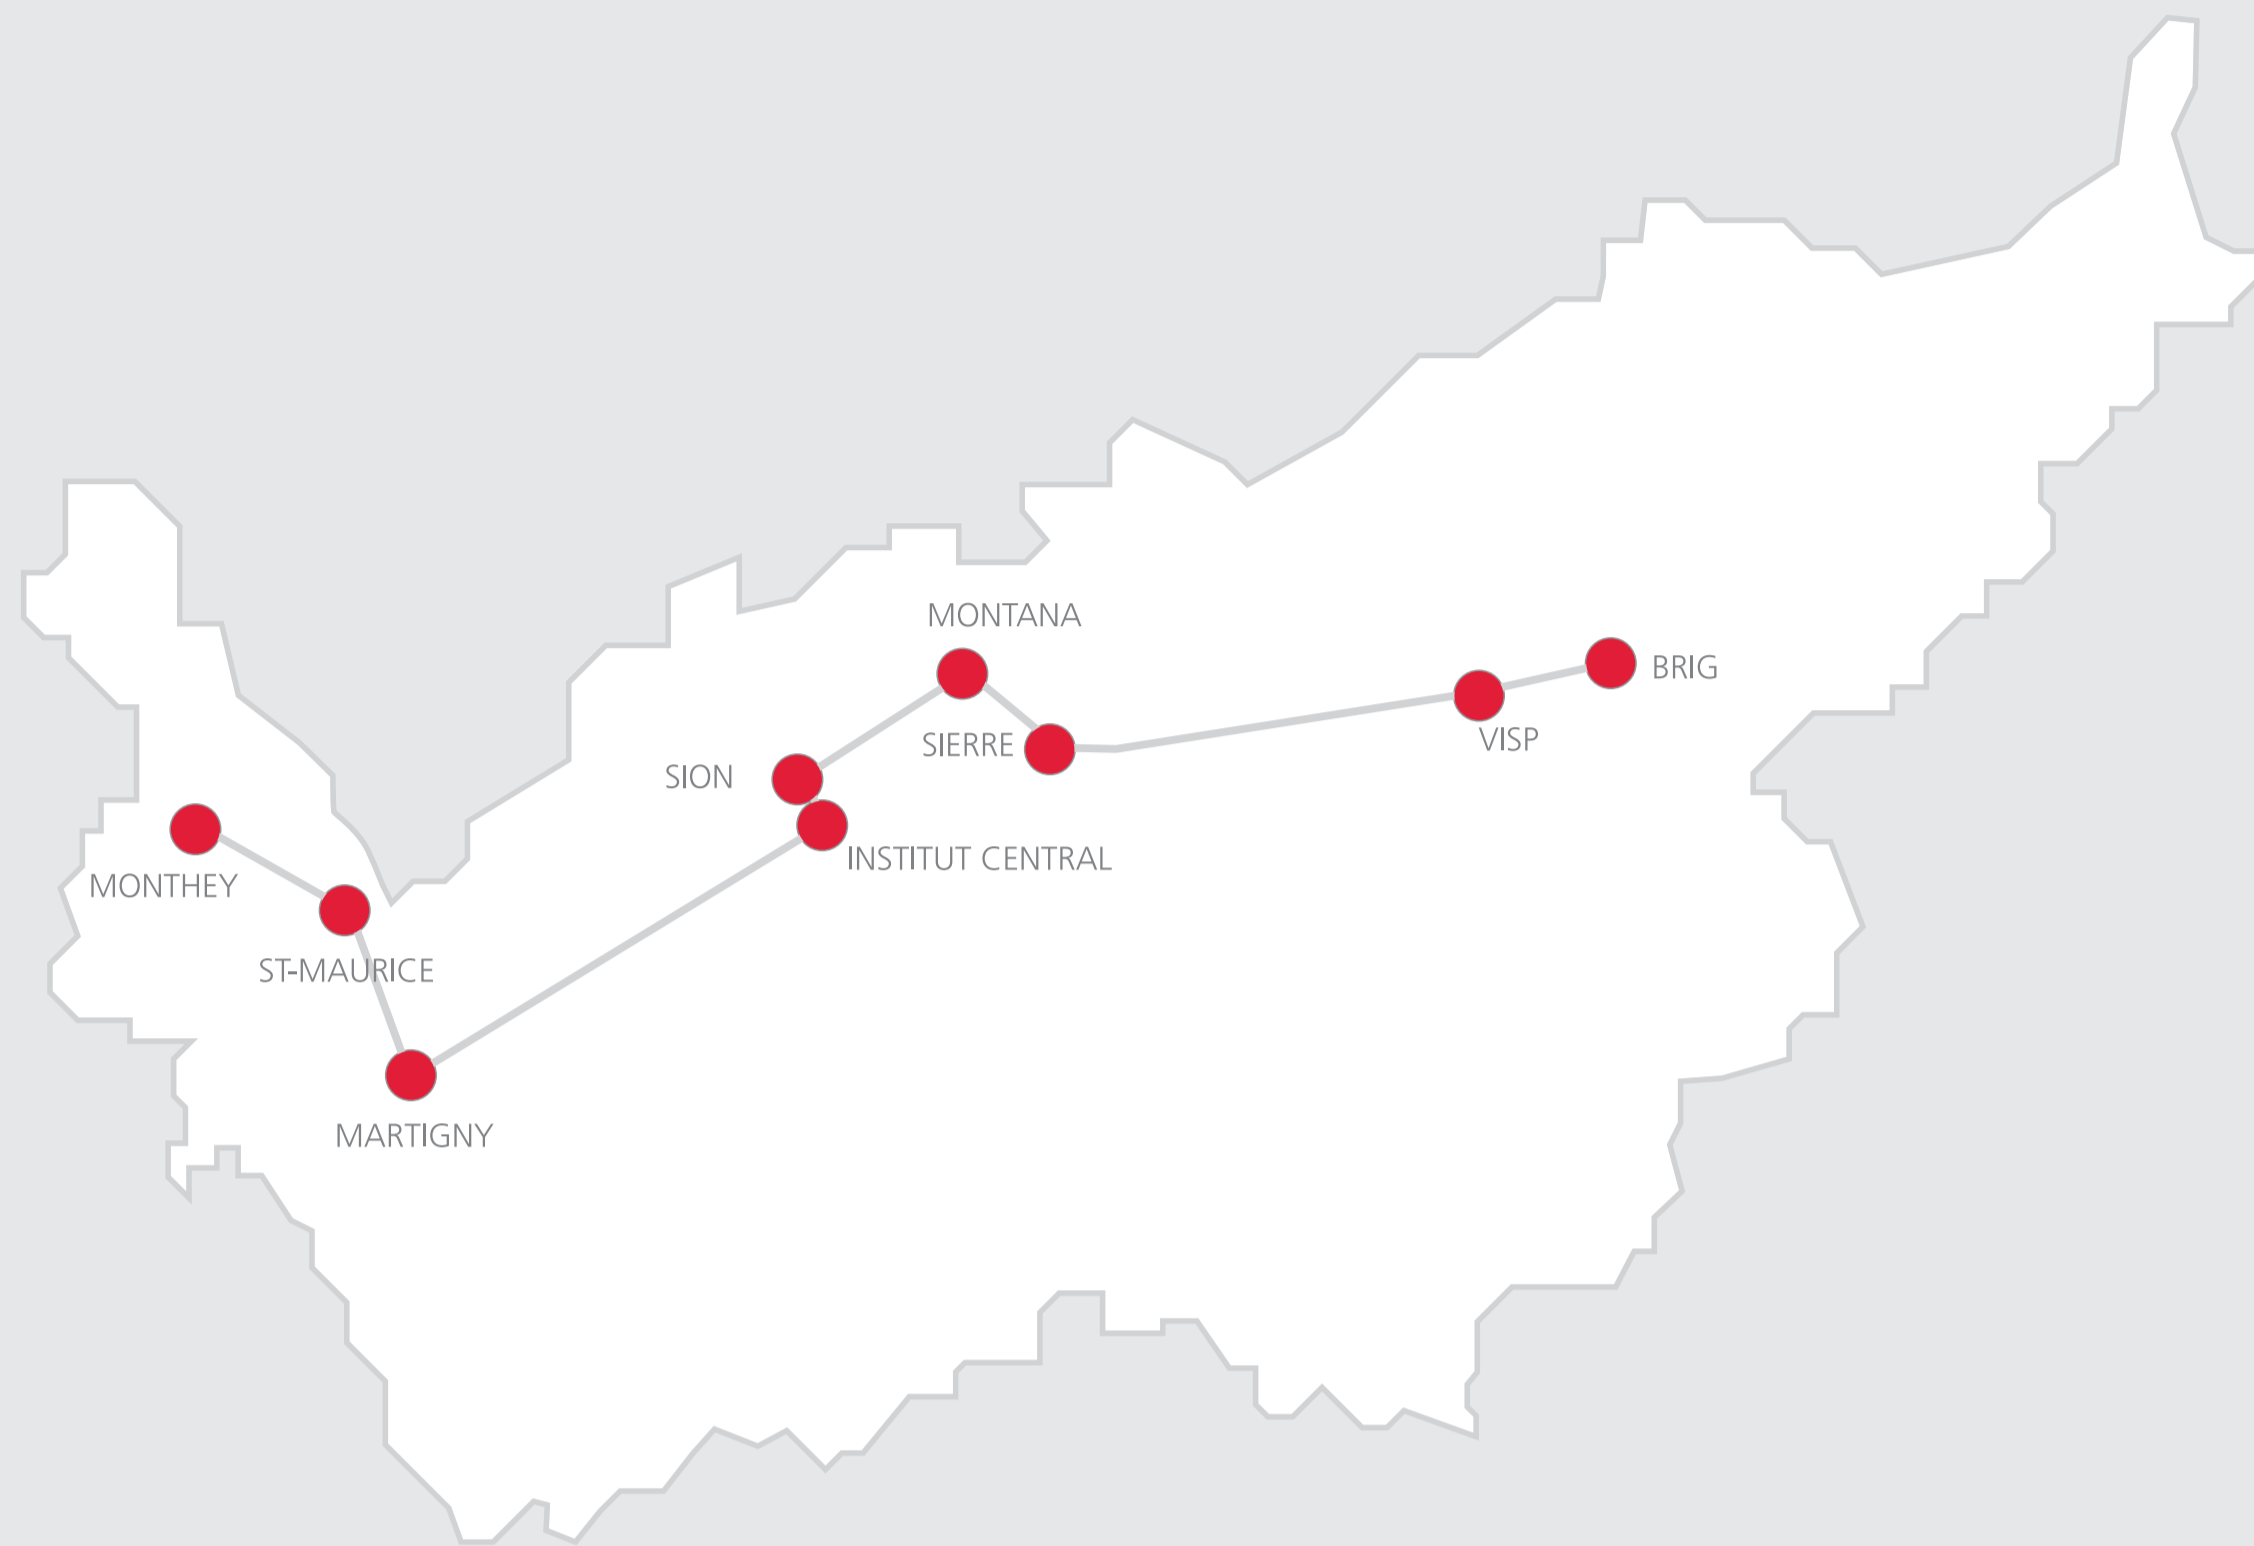 MONTANA
BRIG
SIERRE
VISP
SION
INSTITUT CENTRAL
MONTHEY
ST-MAURICE
MARTIGNY